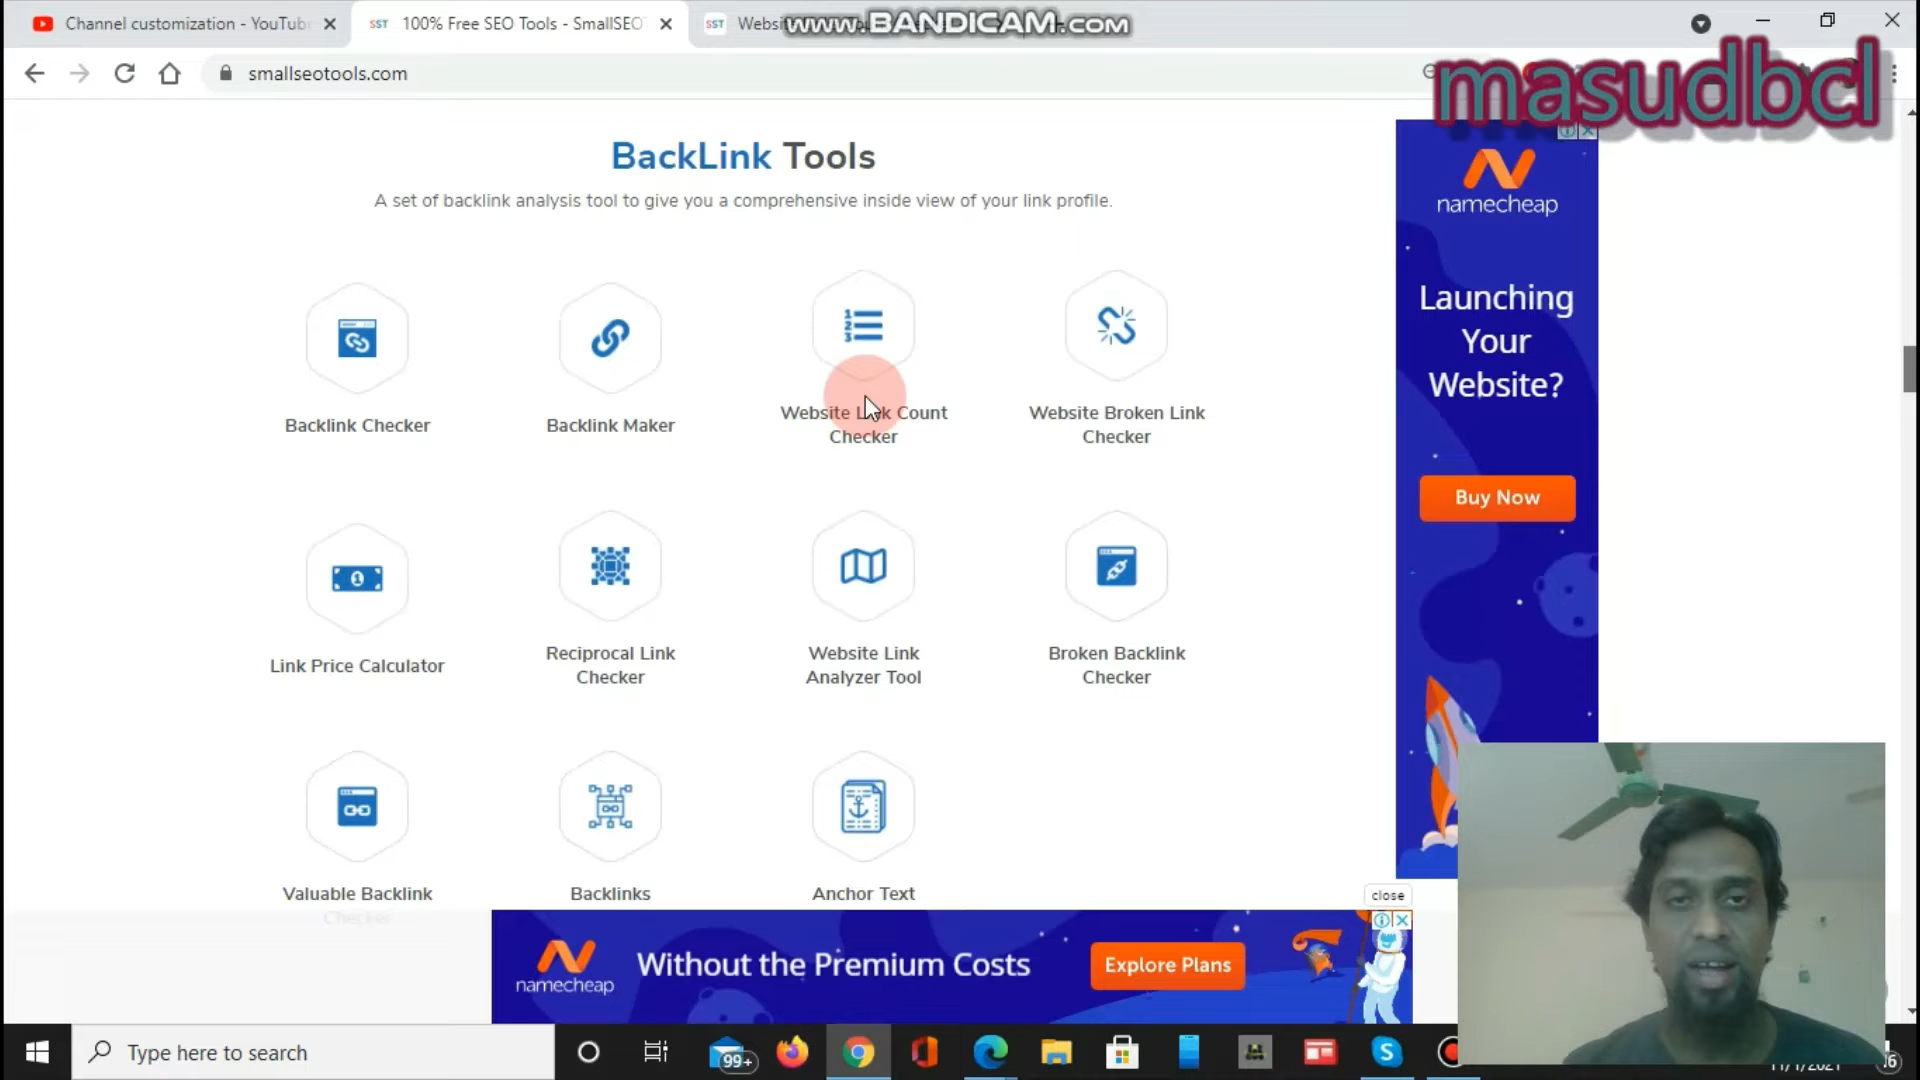 Channel customization - YouTub
SST 100% Free SEO Tools - SmallSEO
SST Websit
WWW.BANDICAM.COM
smallseotools.com
masudbcl
BackLink Tools
A set of backlink analysis tool to give you a comprehensive inside view of your link profile.
Backlink Checker
Backlink Maker
Website Link Count
Checker
Website Broken Link
Checker
Link Price Calculator
Reciprocal Link
Checker
Website Link
Analyzer Tool
Broken Backlink
Checker
Valuable Backlink
Checker
Backlinks
Anchor Text
namecheap
Launching
Your
Website?
Buy Now
close
namecheap
Without the Premium Costs
Explore Plans
Type here to search
99+